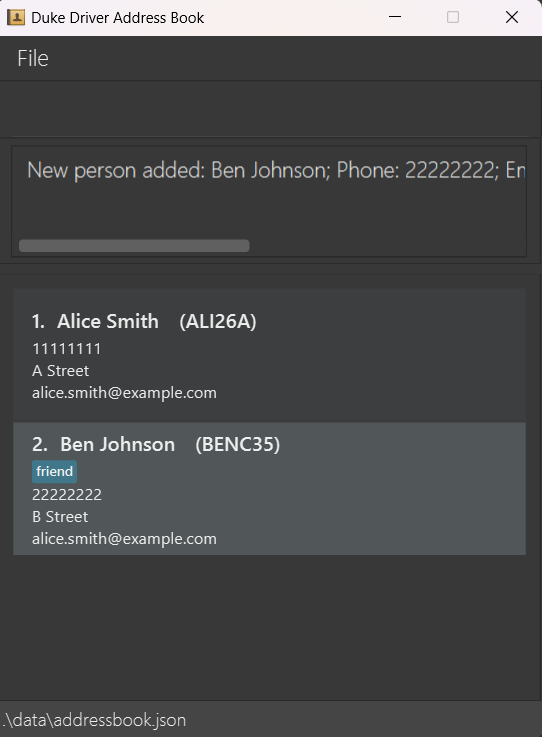 Duke Driver Address Book
File
New person added: Ben Johnson; Phone: 22222222; En
1. Alice Smith (ALI26A)
11111111
A Street
alice.smith@example.com
2. Ben Johnson (BENC35)
friend
22222222
B Street
alice.smith@example.com
.\data\addressbook.json